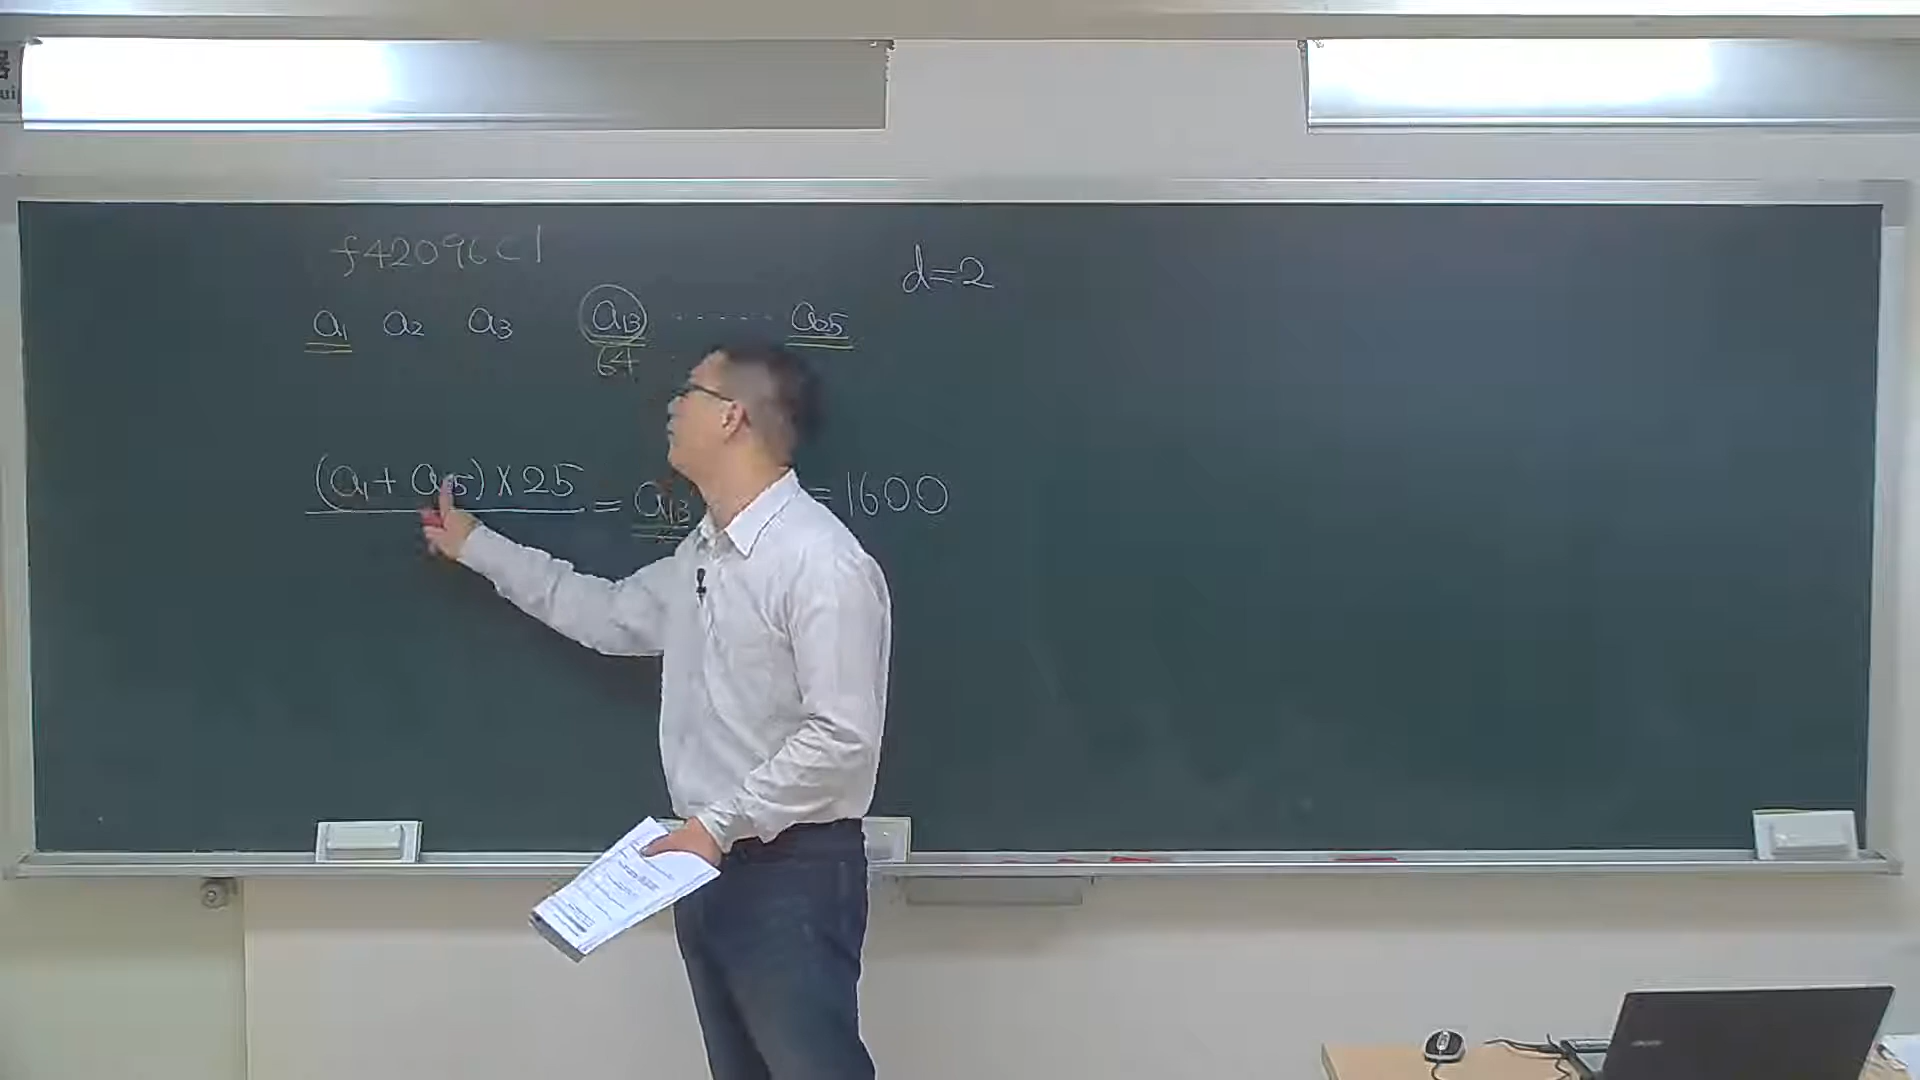 f42096c1
d=2
a₁ a₂ a₃ a₁₃ ........ a₂₅
64
(a₁+a₂₅)×25 = a₁₃ = 1600